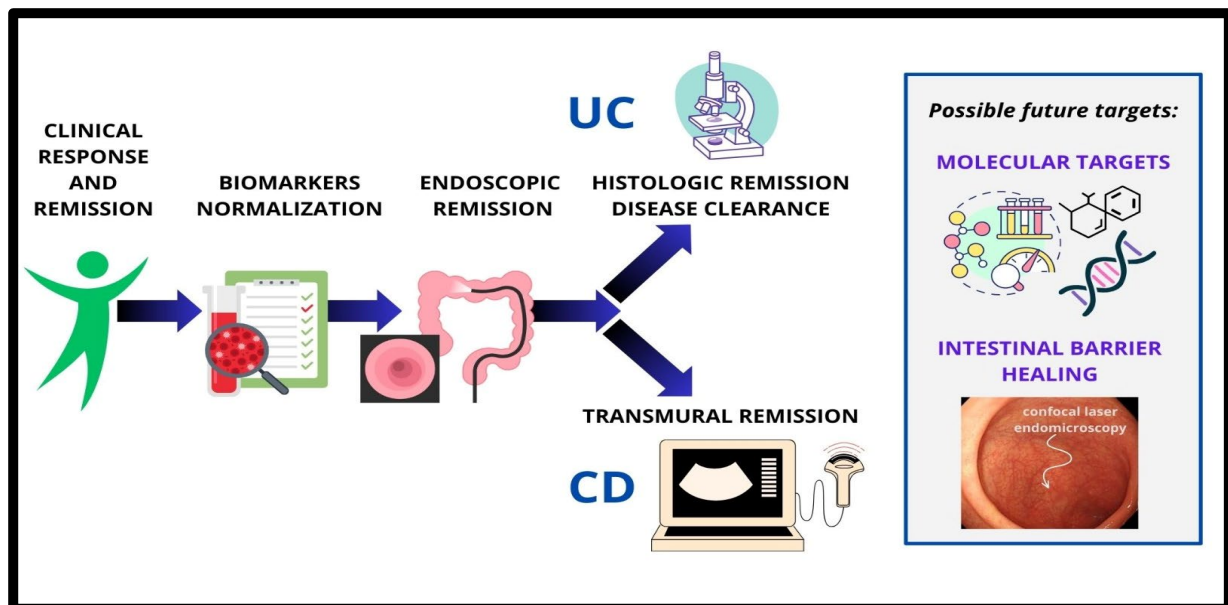 CLINICAL
RESPONSE
AND
REMISSION
BIOMARKERS
NORMALIZATION
ENDOSCOPIC
REMISSION
UC
HISTOLOGIC REMISSION
DISEASE CLEARANCE
TRANSMURAL REMISSION
CD
Possible future targets:
MOLECULAR TARGETS
INTESTINAL BARRIER
HEALING
confocal laser
endomicroscopy